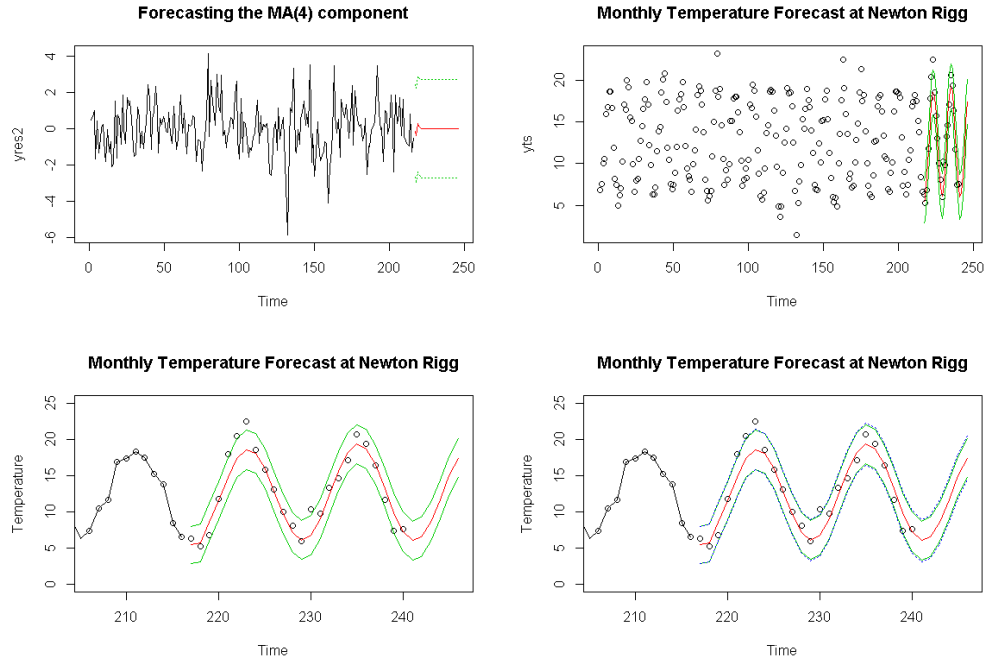 Forecasting the MA(4) component
yres2
4
2
0
-2
-4
-6
0 50 100 150 200 250
Time
Monthly Temperature Forecast at Newton Rigg
yts
20
15
10
5
0 50 100 150 200 250
Time
Monthly Temperature Forecast at Newton Rigg
Temperature
25
20
15
10
5
0
210 220 230 240
Time
Monthly Temperature Forecast at Newton Rigg
Temperature
25
20
15
10
5
0
210 220 230 240
Time